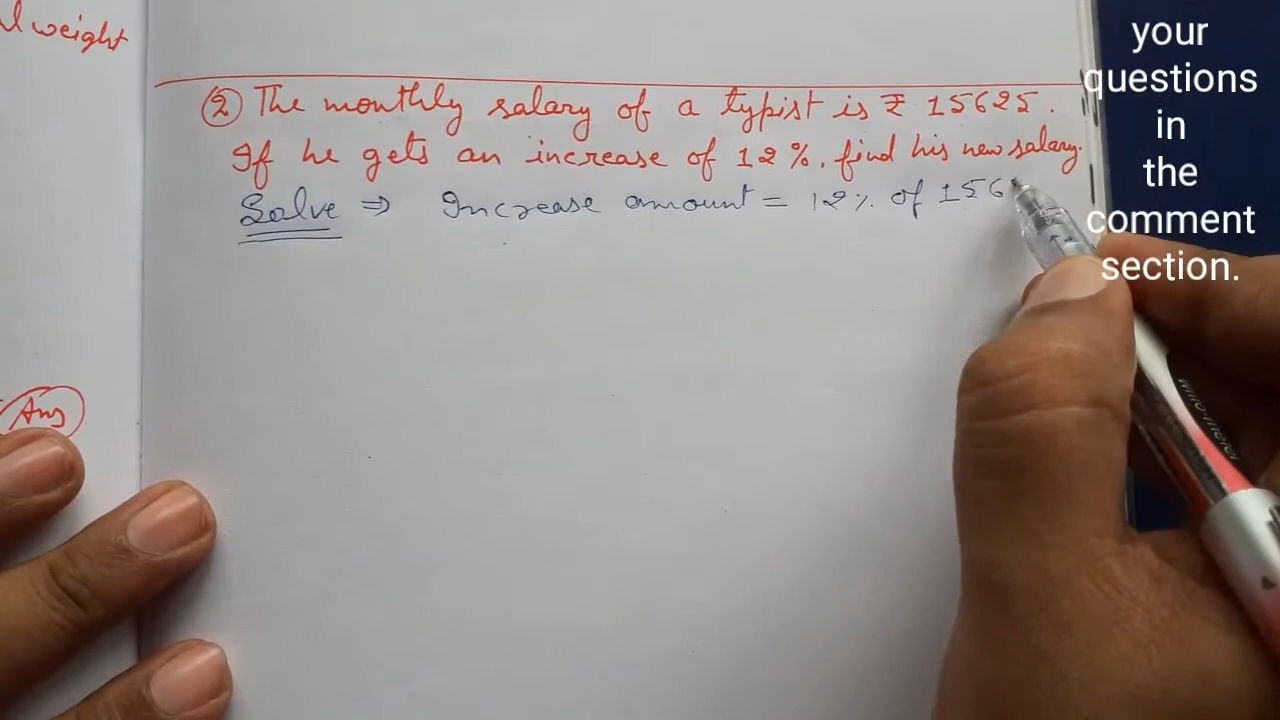 l weight
② The monthly salary of a typist is ₹ 15625.
If he gets an increase of 12%. find his new salary.
Solve ⇒ Increase amount = 12% of 156
Ans
your
questions
in
the
comment
section.